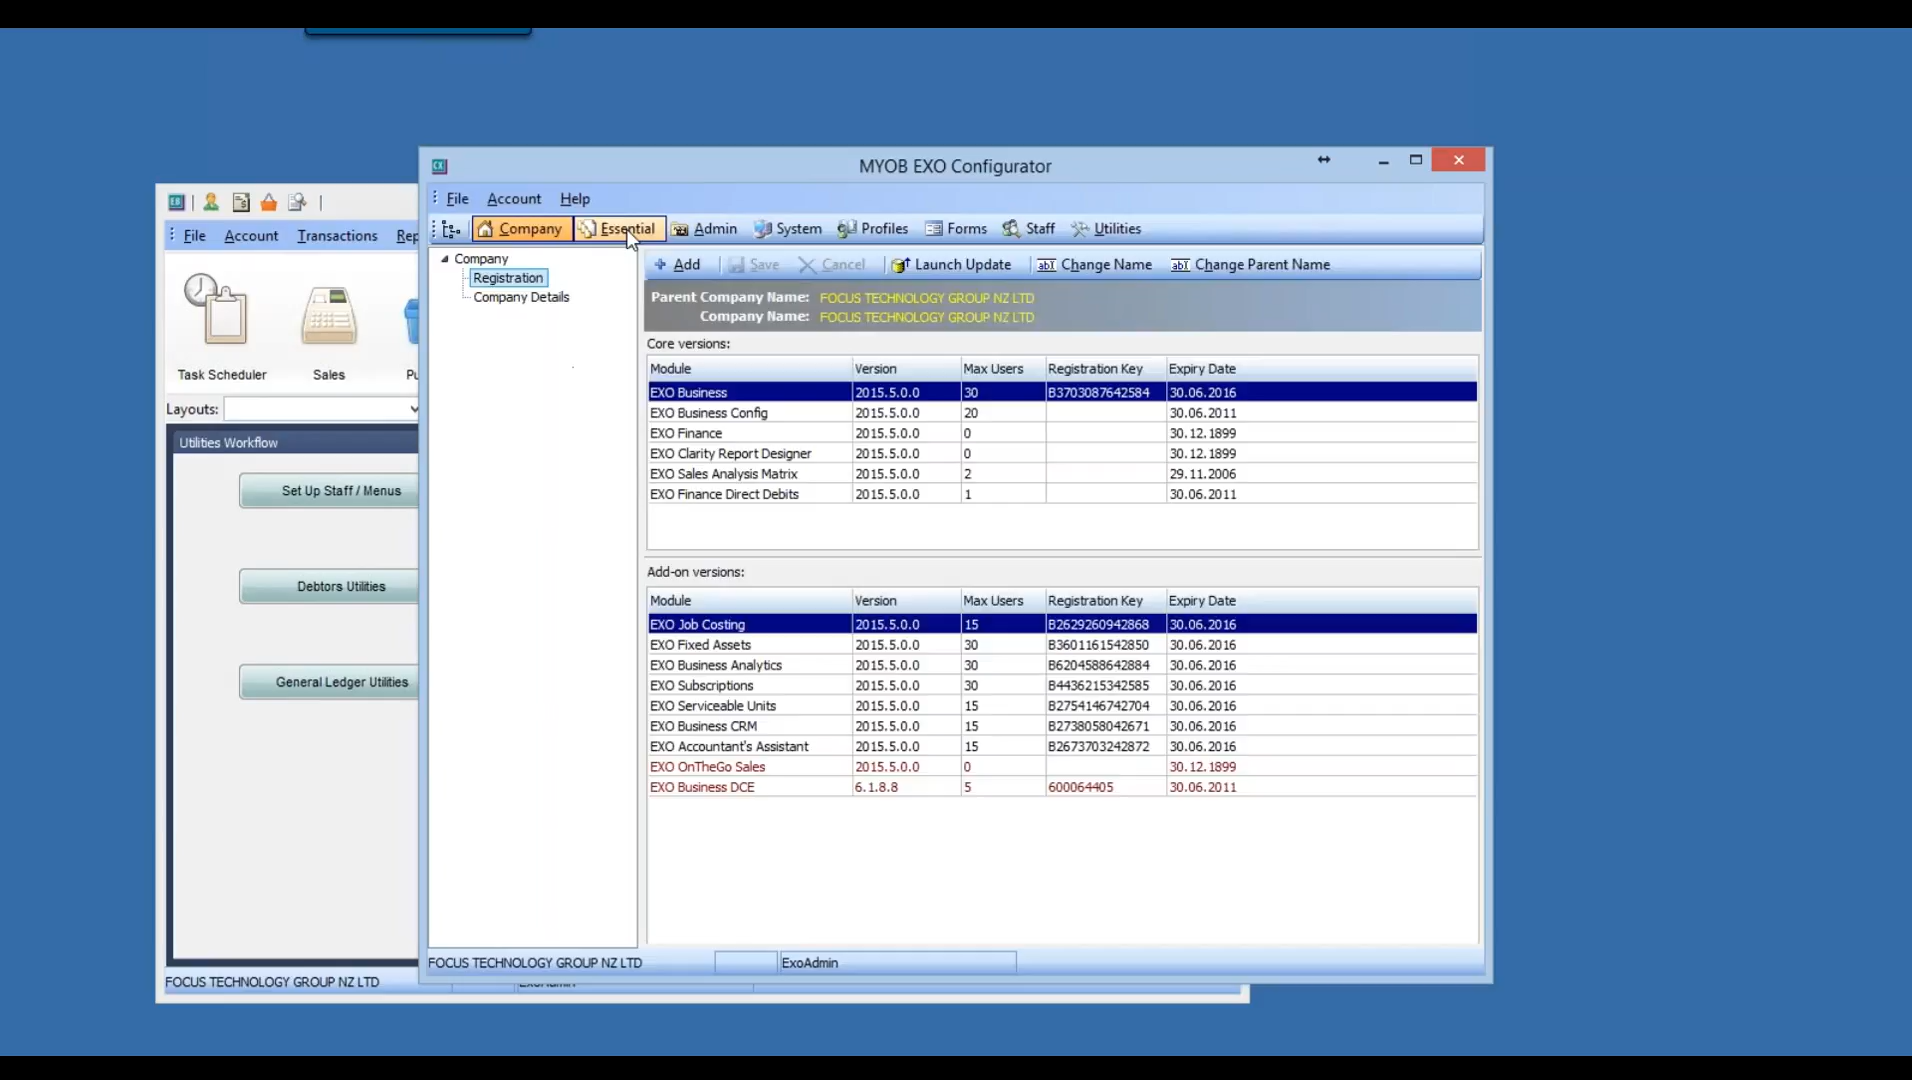 MYOB EXO Configurator
File Account Help
Company Essential Admin System Profiles Forms Staff Utilities
Company
Registration
Company Details
Add Save Cancel Launch Update Change Name Change Parent Name
Parent Company Name: FOCUS TECHNOLOGY GROUP NZ LTD
Company Name: FOCUS TECHNOLOGY GROUP NZ LTD
Core versions:
Module Version Max Users Registration Key Expiry Date
EXO Business 2015.5.0.0 30 B3703087642584 30.06.2016
EXO Business Config 2015.5.0.0 20 30.06.2011
EXO Finance 2015.5.0.0 0 30.12.1899
EXO Clarity Report Designer 2015.5.0.0 0 30.12.1899
EXO Sales Analysis Matrix 2015.5.0.0 2 29.11.2006
EXO Finance Direct Debits 2015.5.0.0 1 30.06.2011
Add-on versions:
Module Version Max Users Registration Key Expiry Date
EXO Job Costing 2015.5.0.0 15 B2629260942868 30.06.2016
EXO Fixed Assets 2015.5.0.0 30 B3601161542850 30.06.2016
EXO Business Analytics 2015.5.0.0 30 B6204588642884 30.06.2016
EXO Subscriptions 2015.5.0.0 30 B4436215342585 30.06.2016
EXO Serviceable Units 2015.5.0.0 15 B2754146742704 30.06.2016
EXO Business CRM 2015.5.0.0 15 B2738058042671 30.06.2016
EXO Accountant's Assistant 2015.5.0.0 15 B2673703242872 30.06.2016
EXO OnTheGo Sales 2015.5.0.0 0 30.12.1899
EXO Business DCE 6.1.8.8 5 600064405 30.06.2011
FOCUS TECHNOLOGY GROUP NZ LTD ExoAdmin
File Account Transactions Rep
Task Scheduler Sales Pu
Layouts:
Utilities Workflow
Set Up Staff / Menus
Debtors Utilities
General Ledger Utilities
FOCUS TECHNOLOGY GROUP NZ LTD